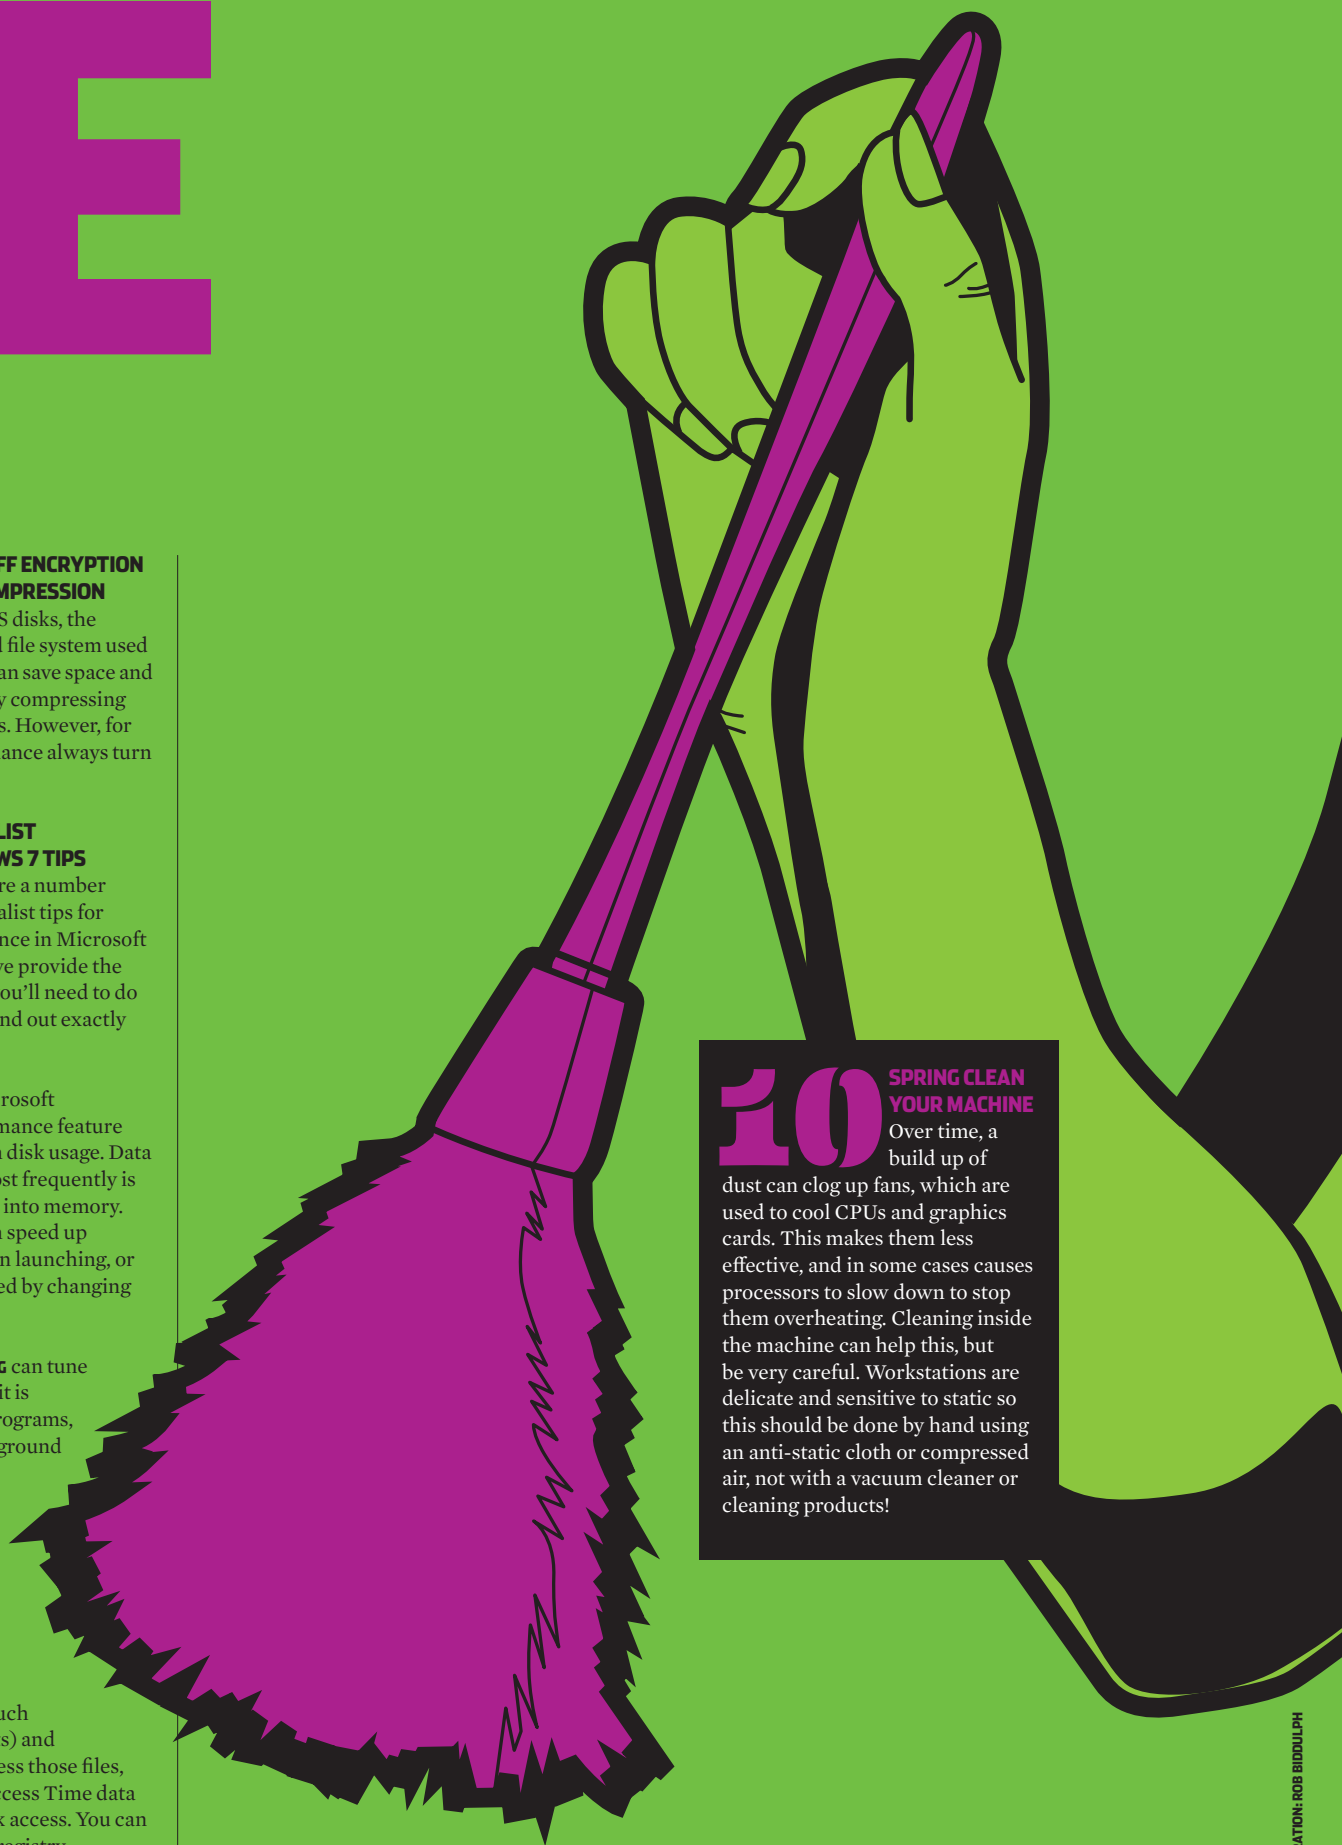 E
FF ENCRYPTION
MPRESSION
S disks, the
l file system used
an save space and
y compressing
s. However, for
ance always turn
LIST
WS 7 TIPS
re a number
alist tips for
nce in Microsoft
ve provide the
ou'll need to do
nd out exactly
rosoft
mance feature
n disk usage. Data
ost frequently is
into memory.
n speed up
n launching, or
ed by changing
G can tune
it is
rograms,
ground
uch
s) and
ess those files,
ccess Time data
k access. You can
10 SPRING CLEAN
YOUR MACHINE
Over time, a
build up of
dust can clog up fans, which are
used to cool CPUs and graphics
cards. This makes them less
effective, and in some cases causes
processors to slow down to stop
them overheating. Cleaning inside
the machine can help this, but
be very careful. Workstations are
delicate and sensitive to static so
this should be done by hand using
an anti-static cloth or compressed
air, not with a vacuum cleaner or
cleaning products!
ATION: ROB BIDDULPH